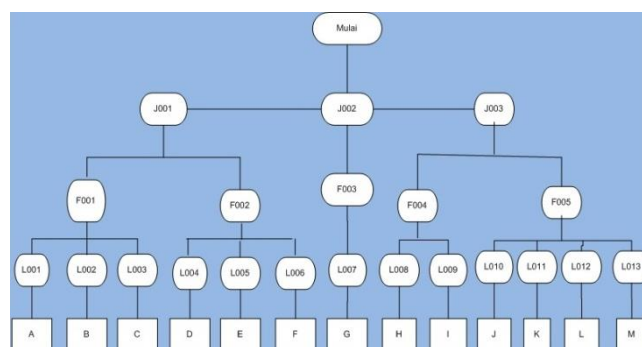 Mulai
J001 J002 J003
F001 F002 F003 F004 F005
L001 L002 L003 L004 L005 L006 L007 L008 L009 L010 L011 L012 L013
A B C D E F G H I J K L M